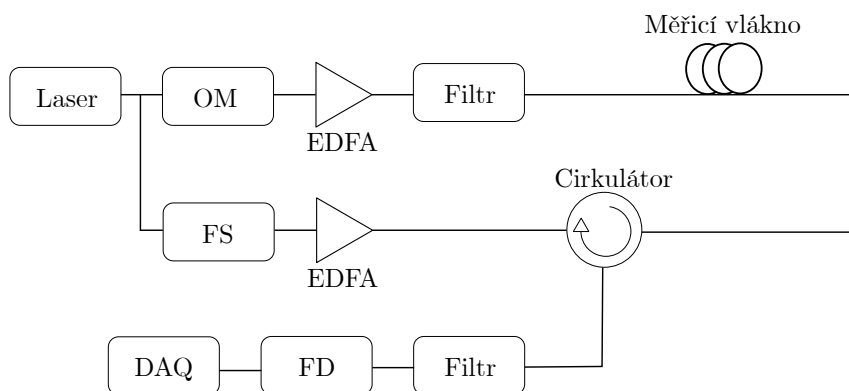 Měřicí vlákno
Laser
OM
EDFA
Filtr
Cirkulátor
FS
EDFA
DAQ
FD
Filtr